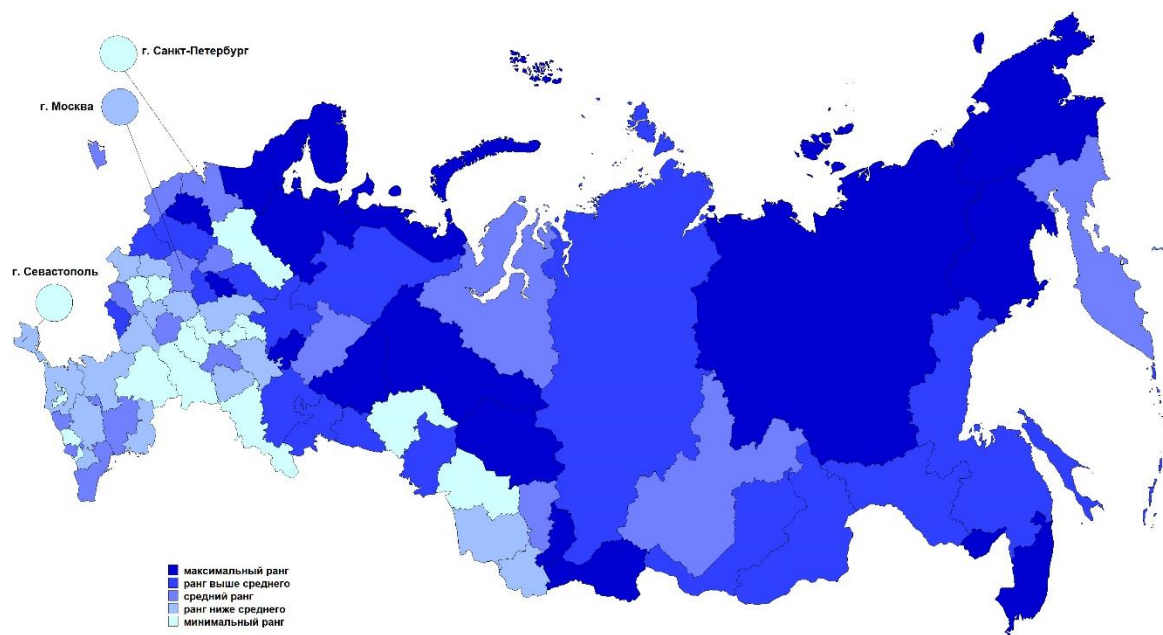 г. Санкт-Петербург
г. Москва
г. Севастополь
максимальный ранг
ранг выше среднего
средний ранг
ранг ниже среднего
минимальный ранг